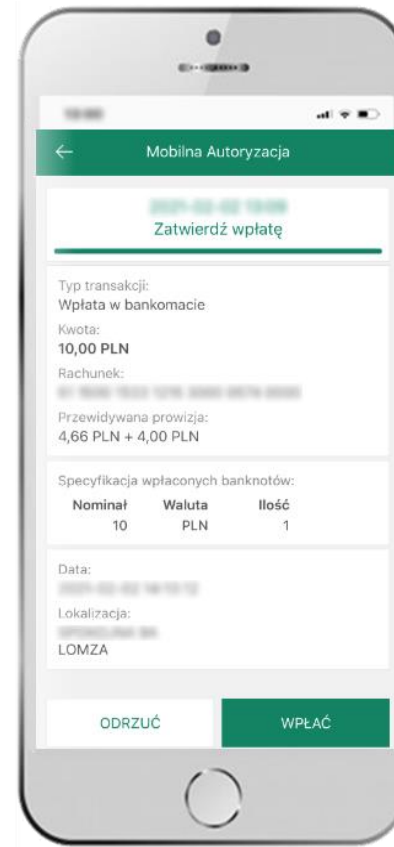 Mobilna Autoryzacja
Zatwierdź wpłatę
Typ transakcji:
Wpłata w bankomacie
Kwota:
10,00 PLN
Rachunek:
Przewidywana prowizja:
4,66 PLN + 4,00 PLN
Specyfikacja wpłaconych banknotów:
Nominał Waluta Ilość
10 PLN 1
Data:
Lokalizacja:
LOMZA
ODRZUĆ WPŁAĆ